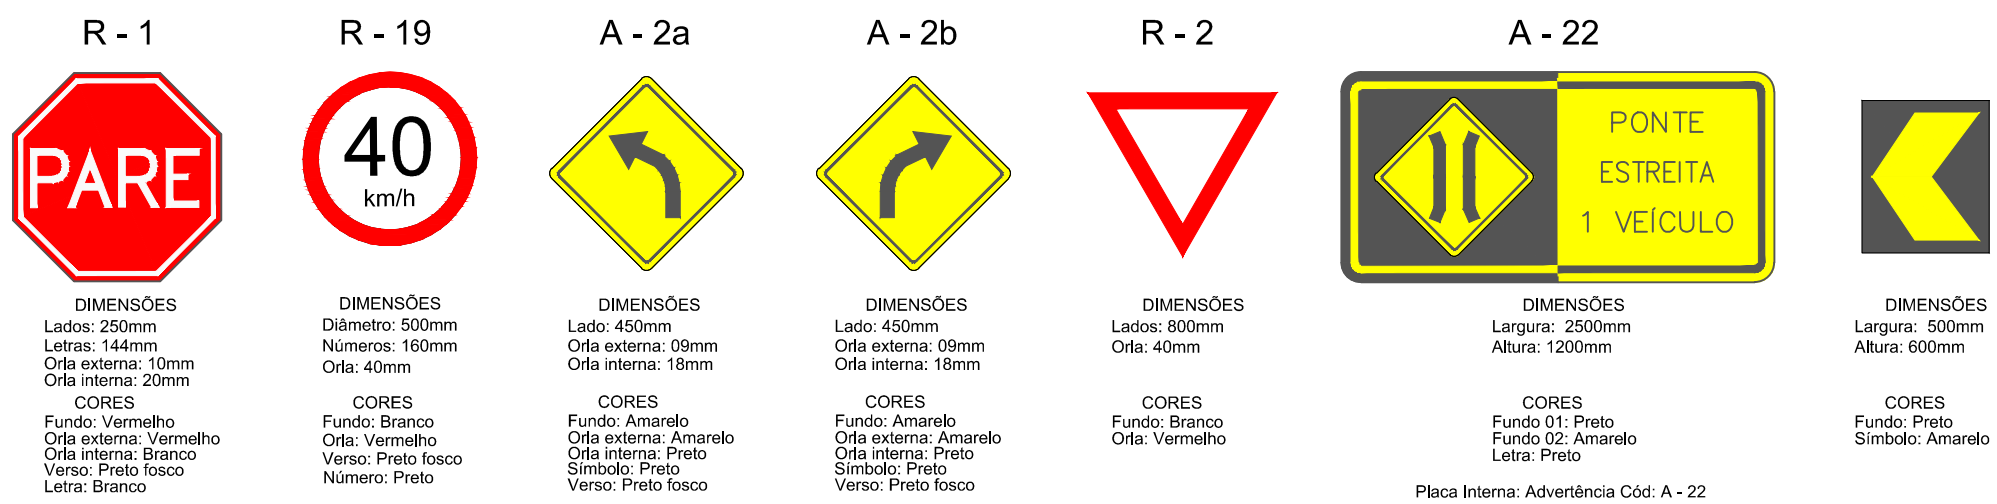 R - 1
PARE
DIMENSÕES
Lados: 250mm
Letras: 144mm
Orla externa: 10mm
Orla interna: 20mm
CORES
Fundo: Vermelho
Orla externa: Vermelho
Orla interna: Branco
Verso: Preto fosco
Letra: Branco
R - 19
40
km/h
DIMENSÕES
Diâmetro: 500mm
Números: 160mm
Orla: 40mm
CORES
Fundo: Branco
Orla: Vermelho
Verso: Preto fosco
Número: Preto
A - 2a
DIMENSÕES
Lado: 450mm
Orla externa: 09mm
Orla interna: 18mm
CORES
Fundo: Amarelo
Orla externa: Amarelo
Orla interna: Preto
Símbolo: Preto
Verso: Preto fosco
A - 2b
DIMENSÕES
Lado: 450mm
Orla externa: 09mm
Orla interna: 18mm
CORES
Fundo: Amarelo
Orla externa: Amarelo
Orla interna: Preto
Símbolo: Preto
Verso: Preto fosco
R - 2
DIMENSÕES
Lados: 800mm
Orla: 40mm
CORES
Fundo: Branco
Orla: Vermelho
A - 22
PONTE
ESTREITA
1 VEÍCULO
DIMENSÕES
Largura: 2500mm
Altura: 1200mm
CORES
Fundo 01: Preto
Fundo 02: Amarelo
Letra: Preto
Placa Interna: Advertência Cód: A - 22
DIMENSÕES
Largura: 500mm
Altura: 600mm
CORES
Fundo: Preto
Símbolo: Amarelo